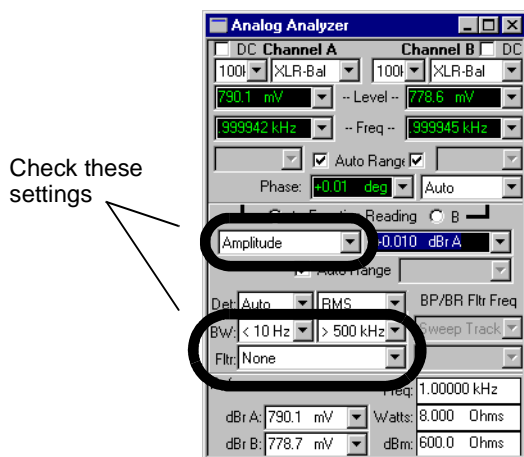 Analog Analyzer
DC Channel A Channel B DC
XLR-Bal XLR-Bal
790.1 mV -- Level -- 778.6 mV
.999942 kHz -- Freq -- .999945 kHz
Auto Range
Phase: +0.01 deg Auto
Reading B
Amplitude +0.010 dBr A
Auto Range
Det: Auto RMS BP/BR Fltr Freq
BW: < 10 Hz > 500 kHz Sweep Track
Fltr: None
Freq: 1.00000 kHz
dBr A: 790.1 mV Watts: 8.000 Ohms
dBr B: 778.7 mV dBm: 600.0 Ohms
Check these
settings